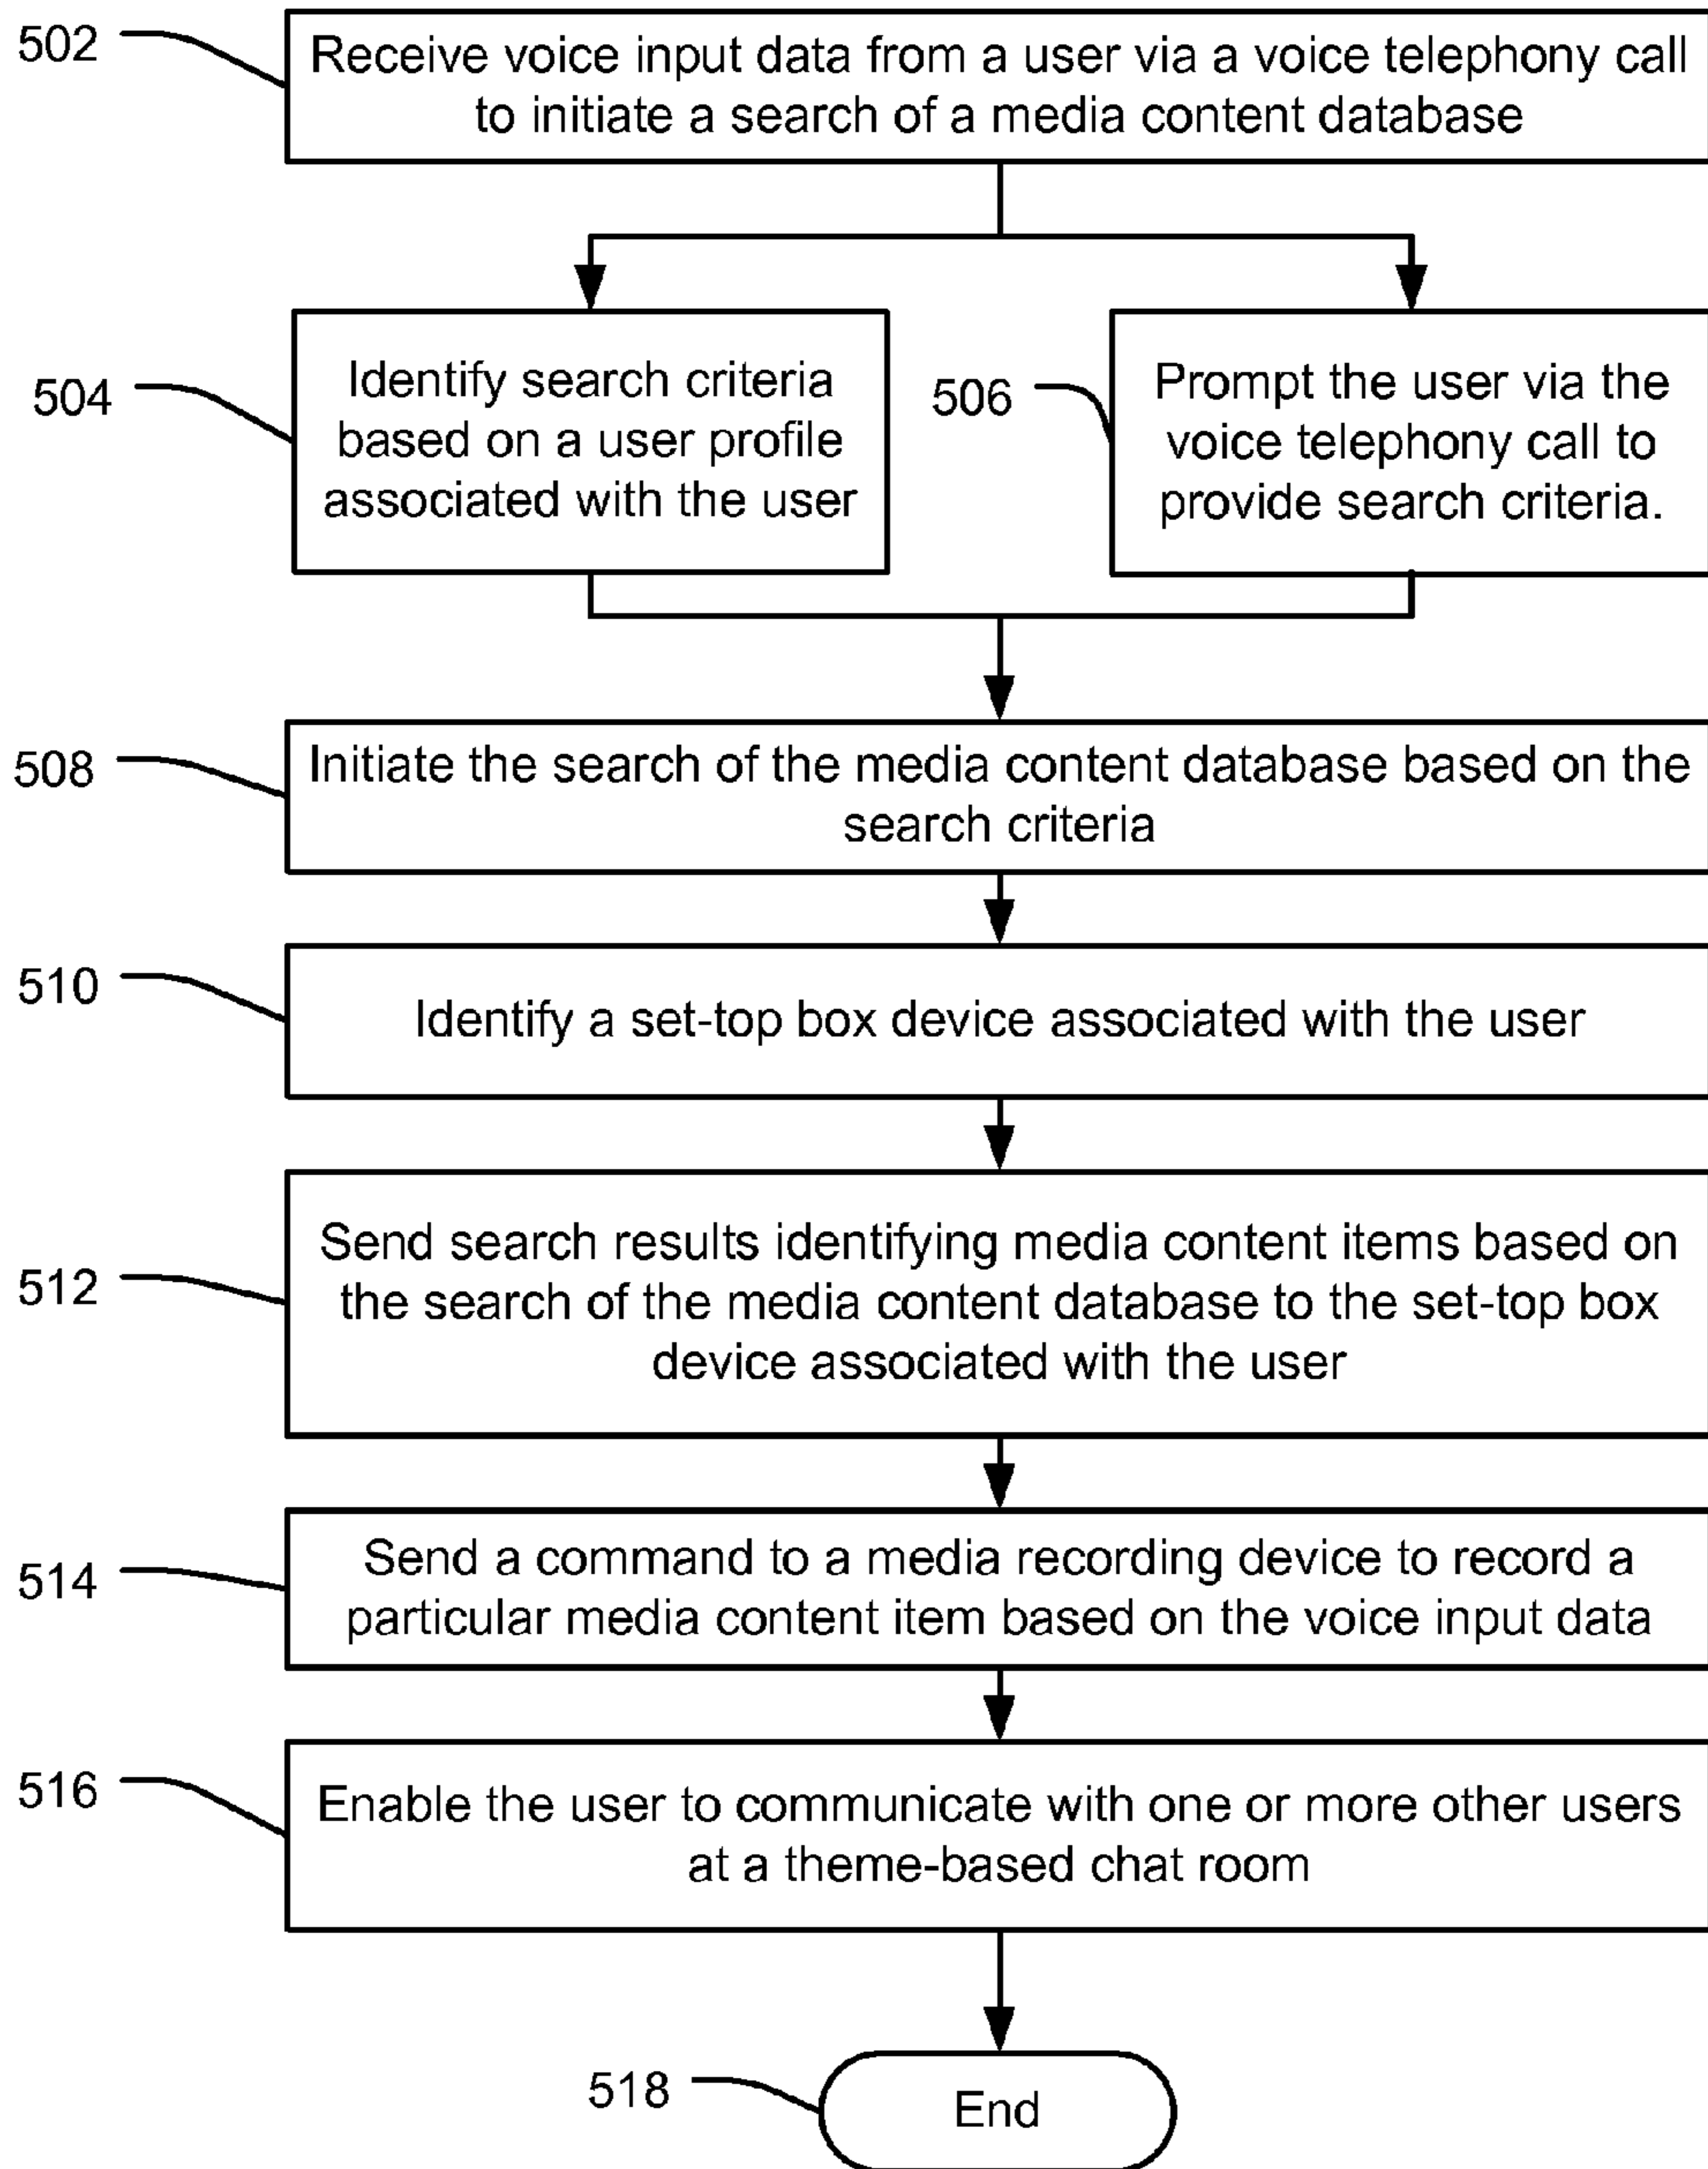 502
Receive voice input data from a user via a voice telephony call
to initiate a search of a media content database
504
Identify search criteria
based on a user profile
associated with the user
506
Prompt the user via the
voice telephony call to
provide search criteria.
508
Initiate the search of the media content database based on the
search criteria
510
Identify a set-top box device associated with the user
512
Send search results identifying media content items based on
the search of the media content database to the set-top box
device associated with the user
514
Send a command to a media recording device to record a
particular media content item based on the voice input data
516
Enable the user to communicate with one or more other users
at a theme-based chat room
518
End